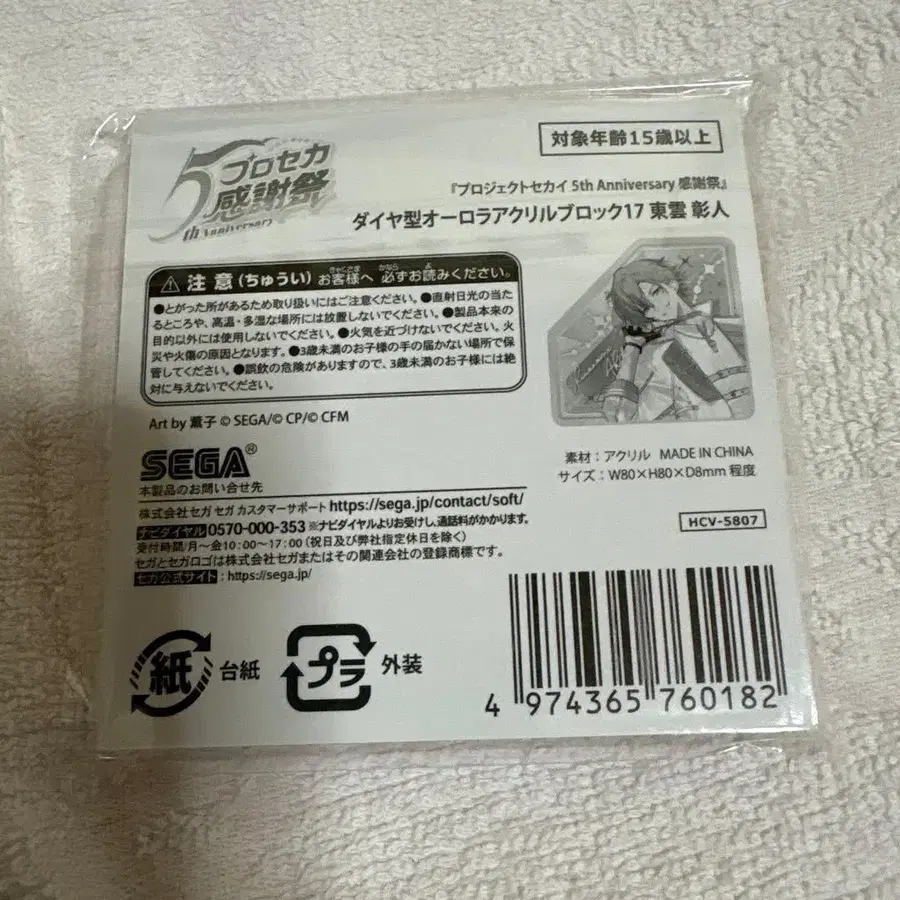 5 プロセカ
感謝祭
th Anniversary
対象年齢15歳以上
『プロジェクトセカイ 5th Anniversary 感謝祭』
ダイヤ型オーロラアクリルブロック17 東雲 彰人
注意(ちゅうい) お客様へ 必ずお読みください。
●とがった所があるため取り扱いにはご注意ください。●直射日光の当た
るところや、高温・多湿な場所には放置しないでください。●製品本来の
目的以外には使用しないでください。●火気を近づけないでください。火
災や火傷の原因となります。●3歳未満のお子様の手の届かない場所で保
管してください。●誤飲の危険がありますので、3歳未満のお子様には絶
対に与えないでください。
Art by 薫子 © SEGA/© CP/© CFM
SEGA®
本製品のお問い合せ先
株式会社セガ セガ カスタマーサポート https://sega.jp/contact/soft/
ナビダイヤル 0570-000-353 ※ナビダイヤルよりお受けし、通話料がかかります。
受付時間/月~金10:00~17:00(祝日及び弊社指定休日を除く)
セガとセガロゴは株式会社セガまたはその関連会社の登録商標です。
セガ公式サイト:https://sega.jp/
素材:アクリル MADE IN CHINA
サイズ:W80×H80×D8mm 程度
HCV-5807
紙 台紙
プラ 外装
4 974365 760182